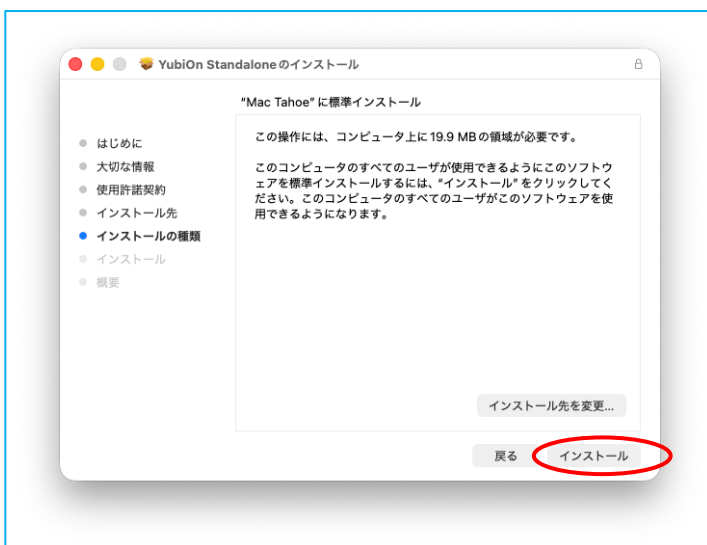 YubiOn Standaloneのインストール
"Mac Tahoe"に標準インストール
はじめに
大切な情報
使用許諾契約
インストール先
インストールの種類
インストール
概要
この操作には、コンピュータ上に19.9 MBの領域が必要です。
このコンピュータのすべてのユーザが使用できるようにこのソフトウ
ェアを標準インストールするには、"インストール"をクリックしてく
ださい。このコンピュータのすべてのユーザがこのソフトウェアを使
用できるようになります。
インストール先を変更...
戻る
インストール